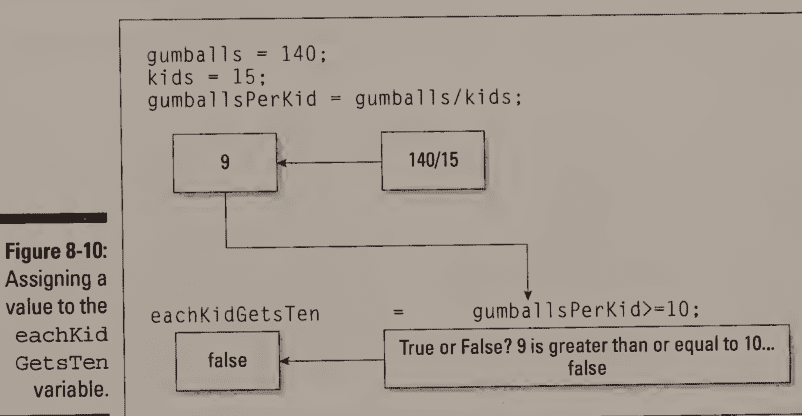 gumballs = 140;
kids = 15;
gumballsPerKid = gumballs/kids;
9
140/15
eachKidGetsTen = gumballsPerKid>=10;
false
True or False? 9 is greater than or equal to 10...
false
Figure 8-10:
Assigning a
value to the
eachKid
GetsTen
variable.